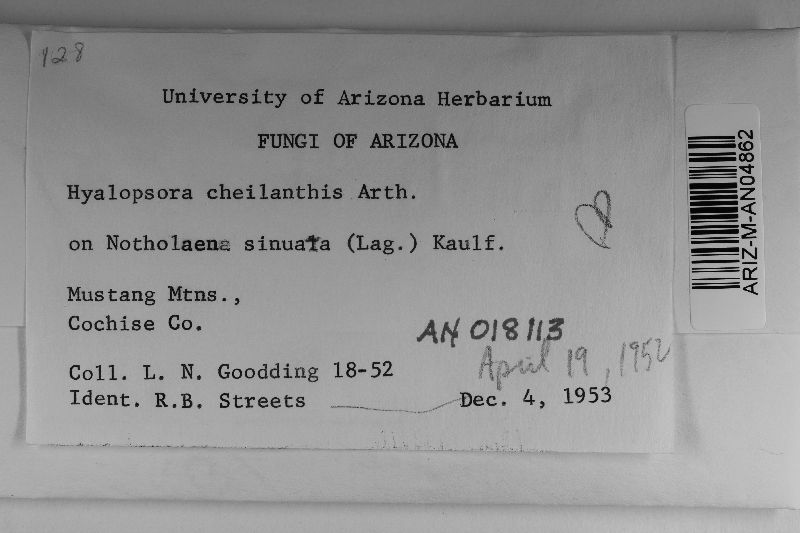 128
University of Arizona Herbarium
FUNGI OF ARIZONA
Hyalopsora cheilanthis Arth.
on Notholaena sinuata (Lag.) Kaulf.
Mustang Mtns.,
Cochise Co.
AN 018113
April 19, 1952
Coll. L. N. Goodding 18-52
Ident. R.B. Streets Dec. 4, 1953
ARIZ-M-AN04862